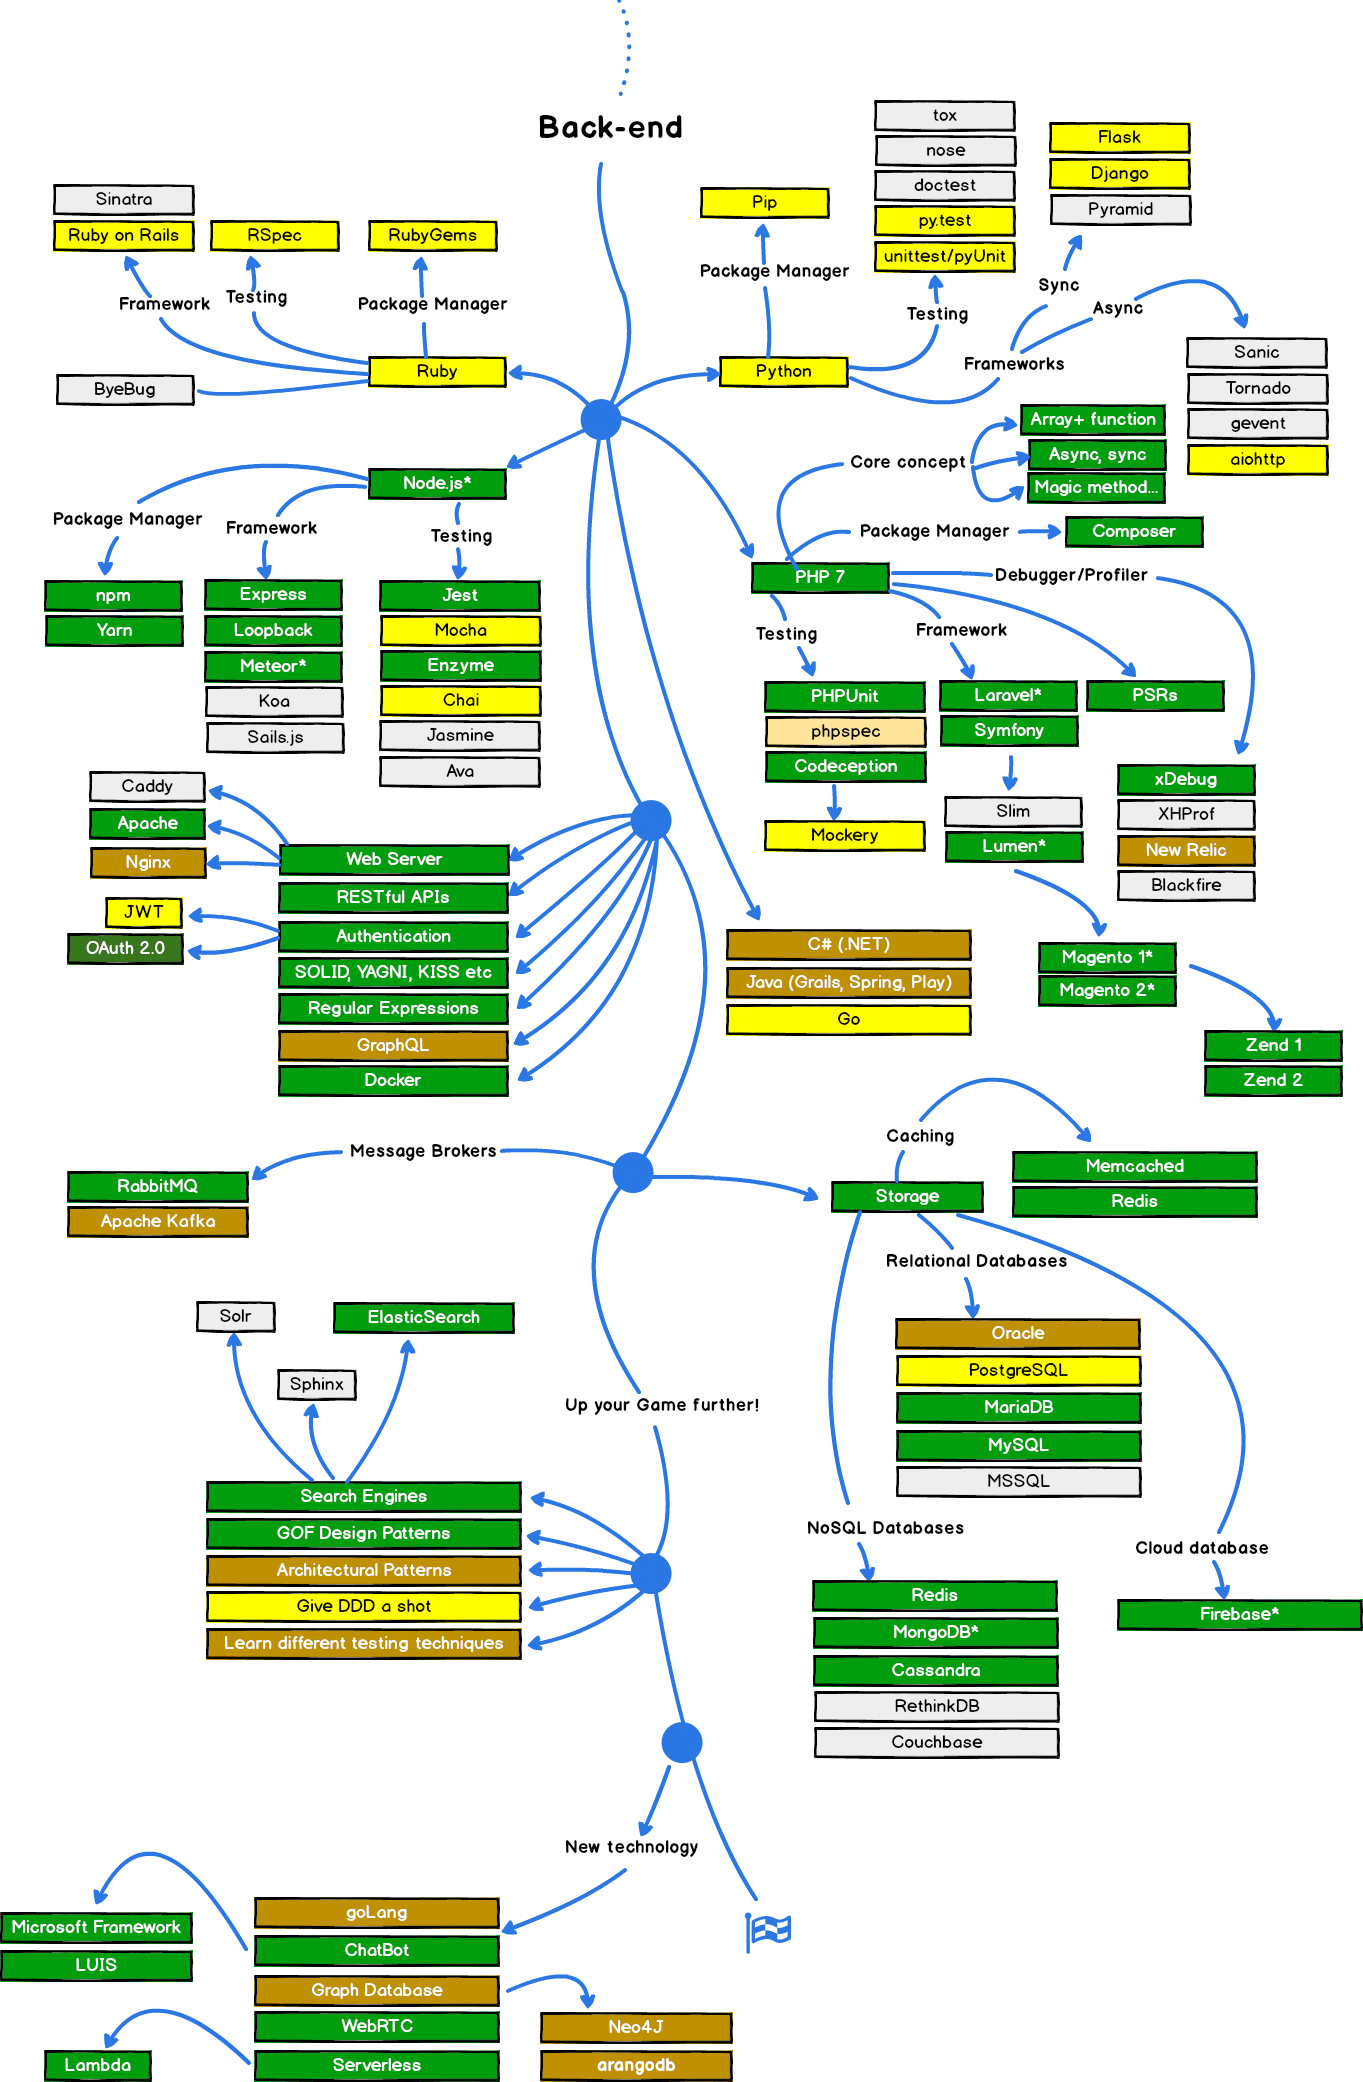 Back-end
Sinatra
Ruby on Rails
RSpec
RubyGems
Framework
Testing
Package Manager
ByeBug
Ruby
Pip
Package Manager
Python
tox
nose
doctest
py.test
unittest/pyUnit
Testing
Flask
Django
Pyramid
Sync
Async
Frameworks
Sanic
Tornado
gevent
aiohttp
Node.js*
Package Manager
Framework
Testing
npm
Yarn
Express
Loopback
Meteor*
Koa
Sails.js
Jest
Mocha
Enzyme
Chai
Jasmine
Ava
Core concept
Array+ function
Async, sync
Magic method...
Package Manager
Composer
PHP 7
Debugger/Profiler
Testing
Framework
PHPUnit
phpspec
Codeception
Mockery
Laravel*
Symfony
PSRs
Slim
Lumen*
xDebug
XHProf
New Relic
Blackfire
Magento 1*
Magento 2*
Zend 1
Zend 2
Caddy
Apache
Nginx
JWT
OAuth 2.0
Web Server
RESTful APIs
Authentication
SOLID, YAGNI, KISS etc
Regular Expressions
GraphQL
Docker
C# (.NET)
Java (Grails, Spring, Play)
Go
Message Brokers
RabbitMQ
Apache Kafka
Caching
Storage
Memcached
Redis
Relational Databases
Oracle
PostgreSQL
MariaDB
MySQL
MSSQL
NoSQL Databases
Redis
MongoDB*
Cassandra
RethinkDB
Couchbase
Cloud database
Firebase*
Up your Game further!
Solr
Sphinx
ElasticSearch
Search Engines
GOF Design Patterns
Architectural Patterns
Give DDD a shot
Learn different testing techniques
New technology
Microsoft Framework
LUIS
goLang
ChatBot
Graph Database
WebRTC
Serverless
Neo4J
arangodb
Lambda